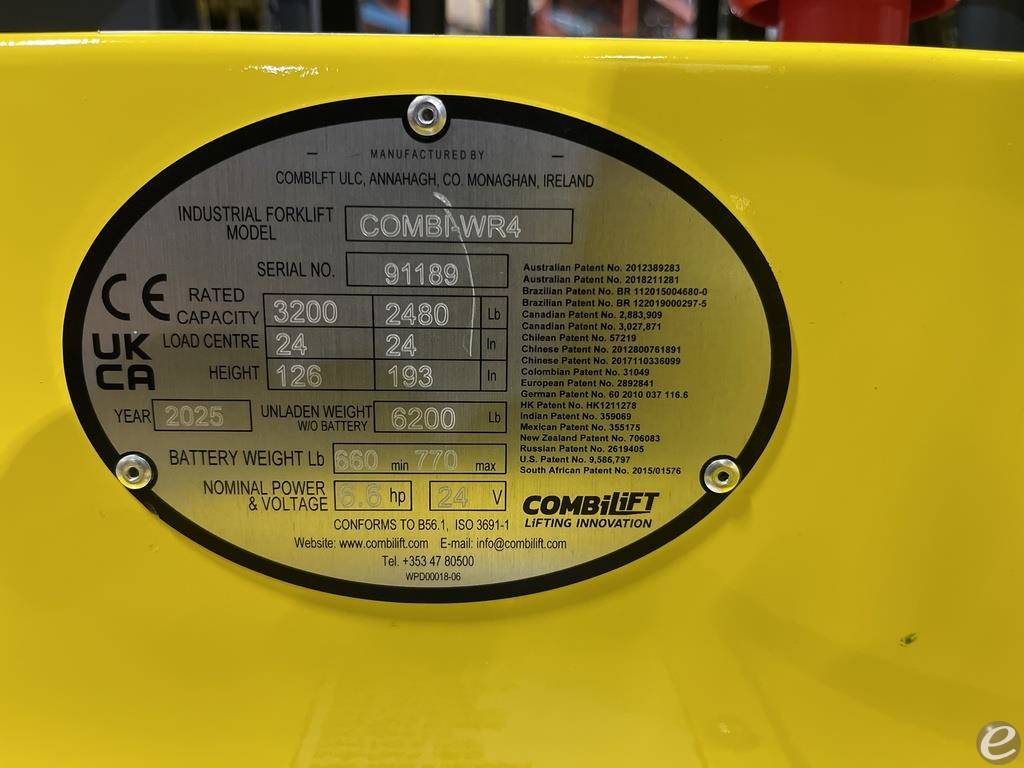 MANUFACTURED BY
COMBILFT ULC, ANNAHAGH, CO. MONAGHAN, IRELAND
INDUSTRIAL FORKLIFT MODEL COMBI-WR4
SERIAL NO. 91189
CE
UK
CA
RATED CAPACITY 3200 2480 Lb
LOAD CENTRE 24 24 In
HEIGHT 126 193 In
YEAR 2025 UNLADEN WEIGHT W/O BATTERY 6200 Lb
BATTERY WEIGHT Lb 660 min 770 max
NOMINAL POWER & VOLTAGE 6.6 hp 24 V
Australian Patent No. 2012389283
Australian Patent No. 2018211281
Brazilian Patent No. BR 112015004680-0
Brazilian Patent No. BR 122019000297-5
Canadian Patent No. 2,883,909
Canadian Patent No. 3,027,871
Chilean Patent No. 57219
Chinese Patent No. 2012800761891
Chinese Patent No. 2017110336099
Colombian Patent No. 31049
European Patent No. 2892841
German Patent No. 60 2010 037 116.6
HK Patent No. HK1211278
Indian Patent No. 359069
Mexican Patent No. 355175
New Zealand Patent No. 706083
Russian Patent No. 2619405
U.S. Patent No. 9,586,797
South African Patent No. 2015/01576
COMBiLiFT
LiFTING INNOVATION
CONFORMS TO B56.1, ISO 3691-1
Website: www.combilift.com E-mail: info@combilift.com
Tel. +353 47 80500
WPD00018-06
e